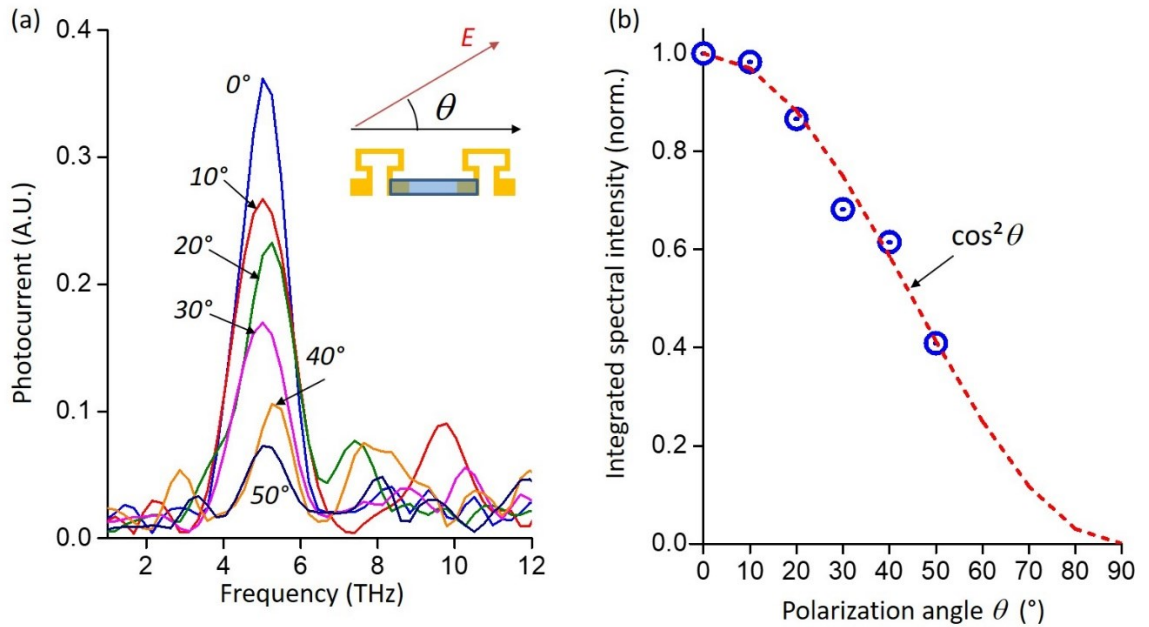 (a)
0.4
0.3
0.2
0.1
0.0
Photocurrent (A.U.)
2
4
6
8
10
12
Frequency (THz)
0°
10°
20°
30°
40°
50°
E
θ
(b)
1.0
0.8
0.6
0.4
0.2
0.0
Integrated spectral intensity (norm.)
0 10 20 30 40 50 60 70 80 90
Polarization angle θ (°)
cos²θ